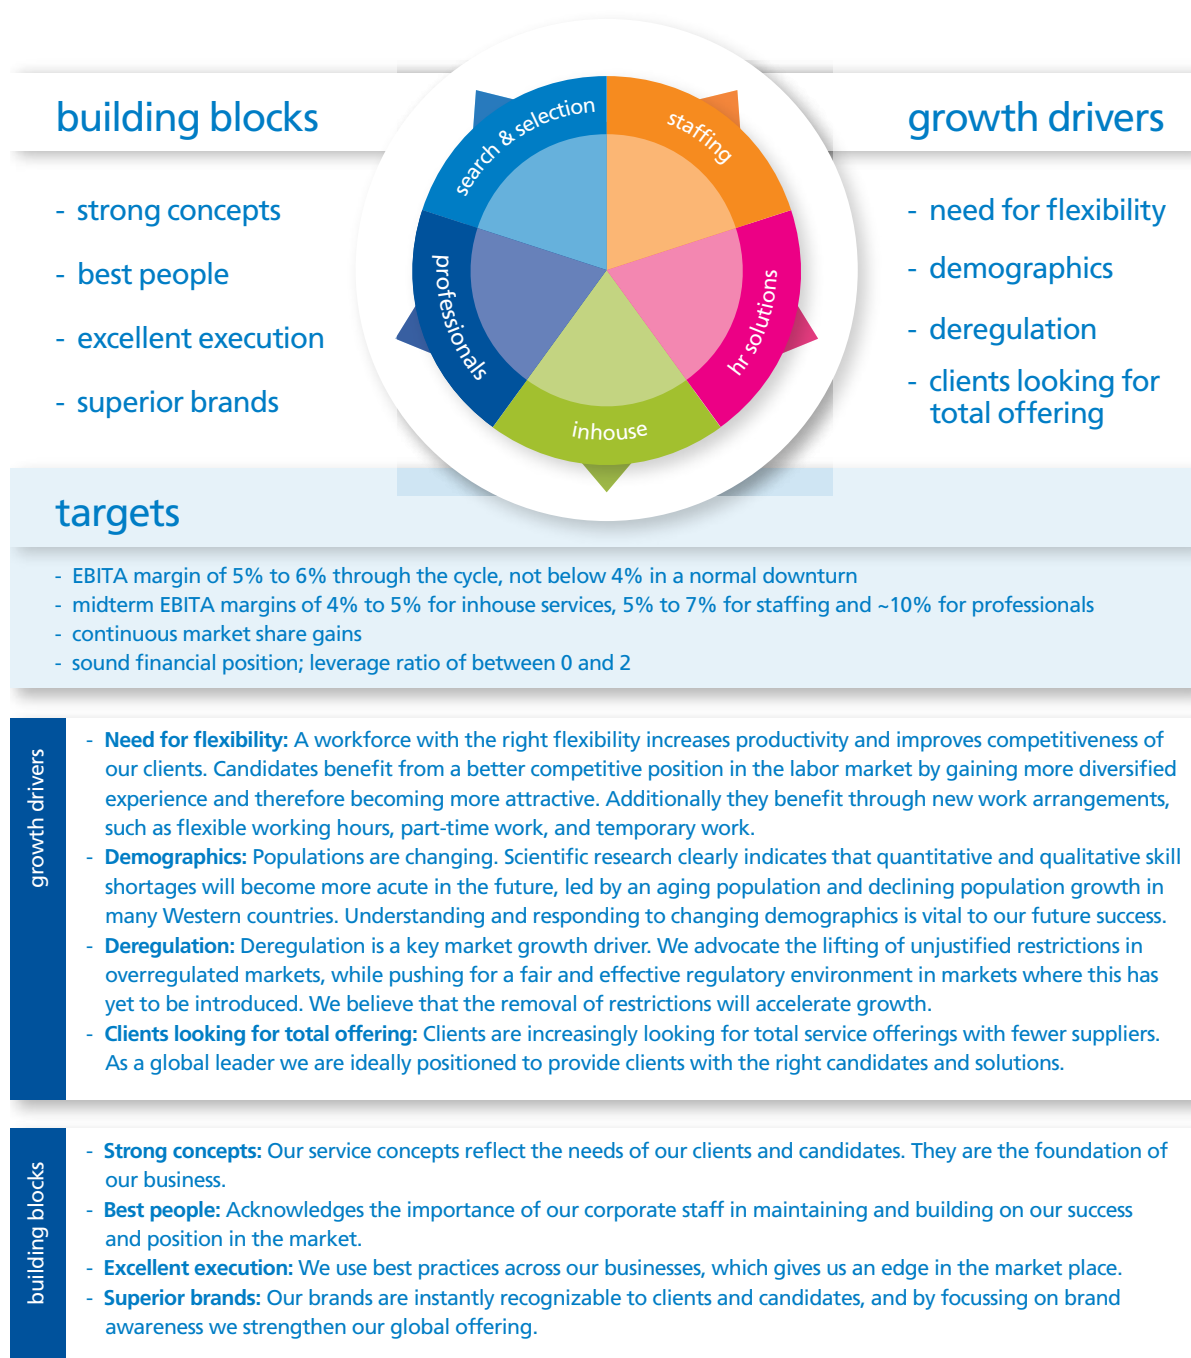 building blocks
- strong concepts
- best people
- excellent execution
- superior brands
search & selection
staffing
professionals
hr solutions
inhouse
growth drivers
- need for flexibility
- demographics
- deregulation
- clients looking for
total offering
targets
- EBITA margin of 5% to 6% through the cycle, not below 4% in a normal downturn
- midterm EBITA margins of 4% to 5% for inhouse services, 5% to 7% for staffing and ~10% for professionals
- continuous market share gains
- sound financial position; leverage ratio of between 0 and 2
growth drivers
- Need for flexibility: A workforce with the right flexibility increases productivity and improves competitiveness of
our clients. Candidates benefit from a better competitive position in the labor market by gaining more diversified
experience and therefore becoming more attractive. Additionally they benefit through new work arrangements,
such as flexible working hours, part-time work, and temporary work.
- Demographics: Populations are changing. Scientific research clearly indicates that quantitative and qualitative skill
shortages will become more acute in the future, led by an aging population and declining population growth in
many Western countries. Understanding and responding to changing demographics is vital to our future success.
- Deregulation: Deregulation is a key market growth driver. We advocate the lifting of unjustified restrictions in
overregulated markets, while pushing for a fair and effective regulatory environment in markets where this has
yet to be introduced. We believe that the removal of restrictions will accelerate growth.
- Clients looking for total offering: Clients are increasingly looking for total service offerings with fewer suppliers.
As a global leader we are ideally positioned to provide clients with the right candidates and solutions.
building blocks
- Strong concepts: Our service concepts reflect the needs of our clients and candidates. They are the foundation of
our business.
- Best people: Acknowledges the importance of our corporate staff in maintaining and building on our success
and position in the market.
- Excellent execution: We use best practices across our businesses, which gives us an edge in the market place.
- Superior brands: Our brands are instantly recognizable to clients and candidates, and by focussing on brand
awareness we strengthen our global offering.